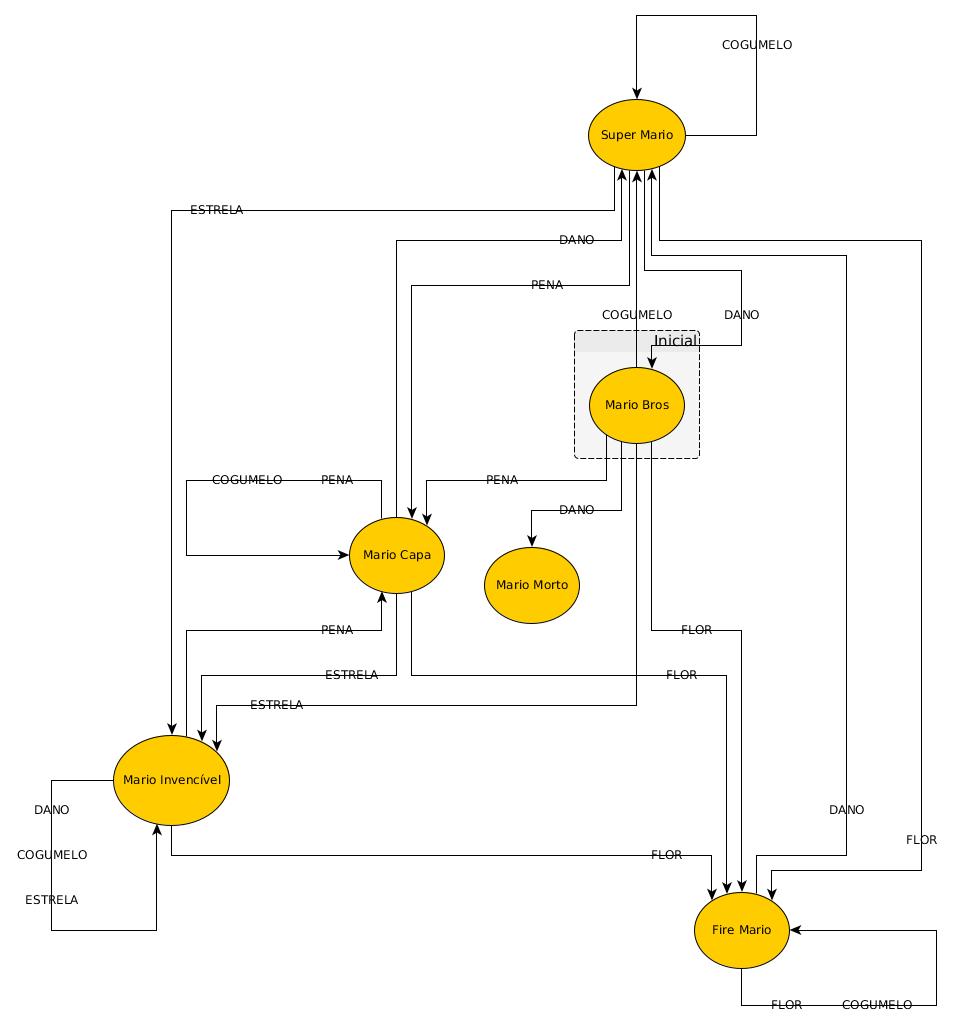 COGUMELO
Super Mario
ESTRELA
DANO
PENA
COGUMELO
DANO
Inicial
Mario Bros
COGUMELO
PENA
PENA
DANO
Mario Capa
Mario Morto
PENA
FLOR
ESTRELA
FLOR
ESTRELA
Mario Invencível
DANO
DANO
FLOR
COGUMELO
FLOR
ESTRELA
Fire Mario
FLOR
COGUMELO